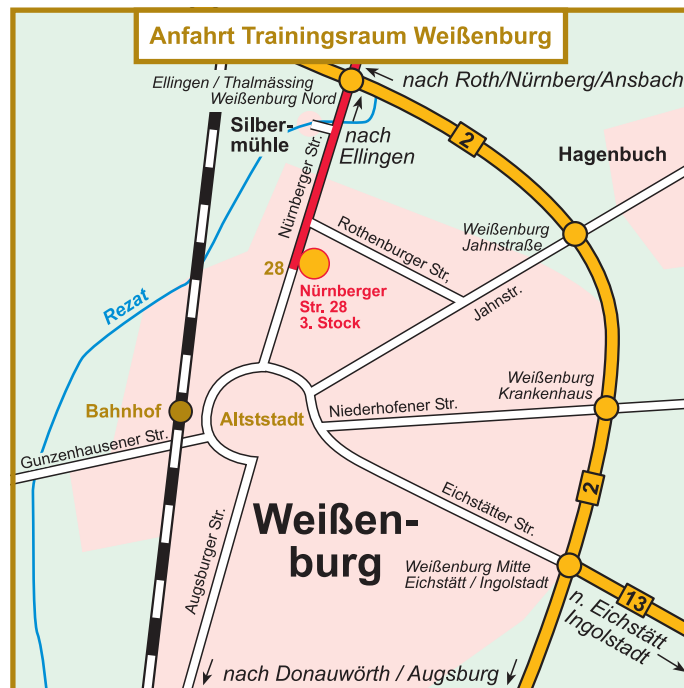 Anfahrt Trainingsraum Weißenburg
nach Roth/Nürnberg/Ansbach
Ellingen / Thalmässing
Weißenburg Nord
Silber-
mühle
nach
Ellingen
2
Hagenbuch
Nürnberger Str.
Rothenburger Str,
Weißenburg
Jahnstraße
28
Nürnberger
Str. 28
3. Stock
Rezat
Jahnstr.
Weißenburg
Krankenhaus
Bahnhof
Altststadt
Niederhofener Str.
Gunzenhausener Str.
Eichstätter Str.
2
Weißen-
burg
Augsburger Str.
Weißenburg Mitte
Eichstätt / Ingolstadt
13
n. Eichstätt
Ingolstadt
nach Donauwörth / Augsburg